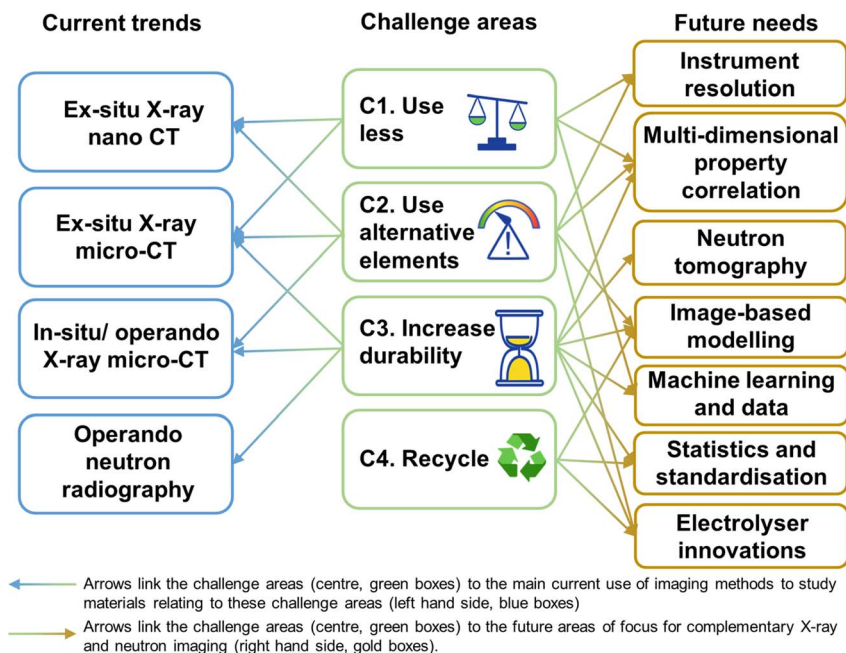 Current trends
Challenge areas
Future needs
Ex-situ X-ray
nano CT
Ex-situ X-ray
micro-CT
In-situ/ operando
X-ray micro-CT
Operando
neutron
radiography
C1. Use
less
C2. Use
alternative
elements
C3. Increase
durability
C4. Recycle
Instrument
resolution
Multi-dimensional
property
correlation
Neutron
tomography
Image-based
modelling
Machine learning
and data
Statistics and
standardisation
Electrolyser
innovations
Arrows link the challenge areas (centre, green boxes) to the main current use of imaging methods to study
materials relating to these challenge areas (left hand side, blue boxes)
Arrows link the challenge areas (centre, green boxes) to the future areas of focus for complementary X-ray
and neutron imaging (right hand side, gold boxes).